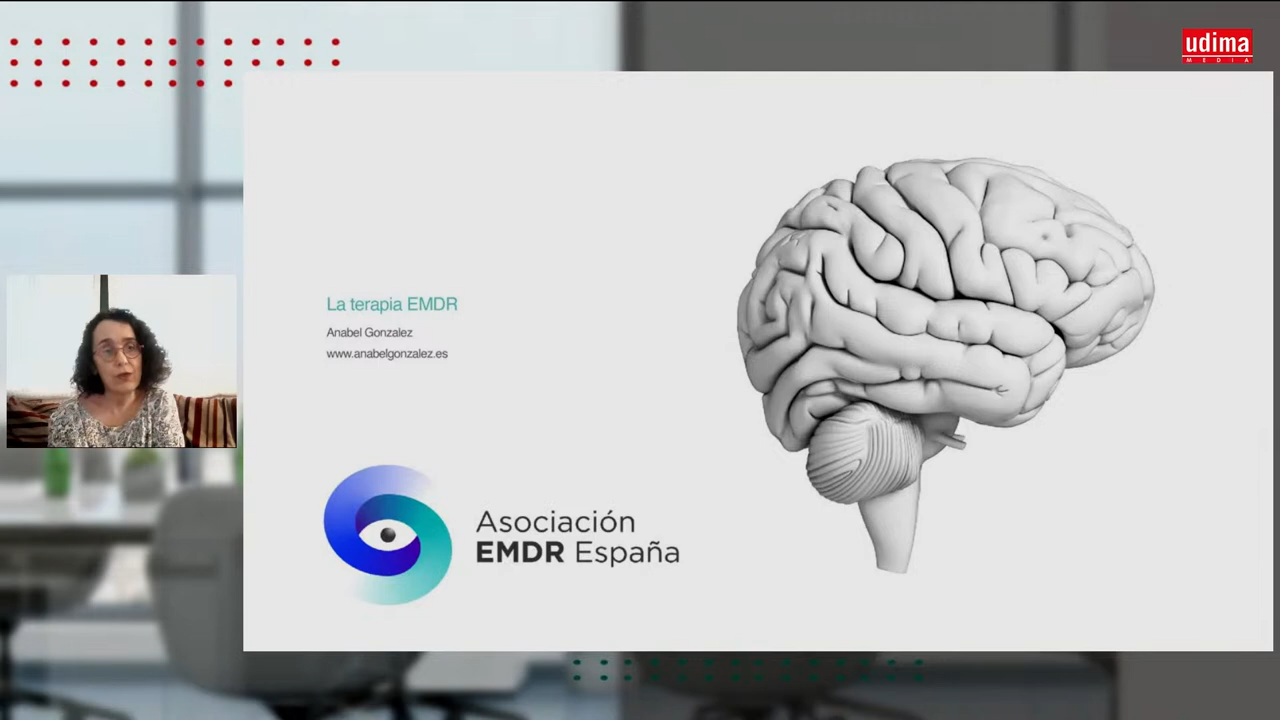 udima
MEDIA
La terapia EMDR
Anabel Gonzalez
www.anabelgonzalez.es
Asociación
EMDR España